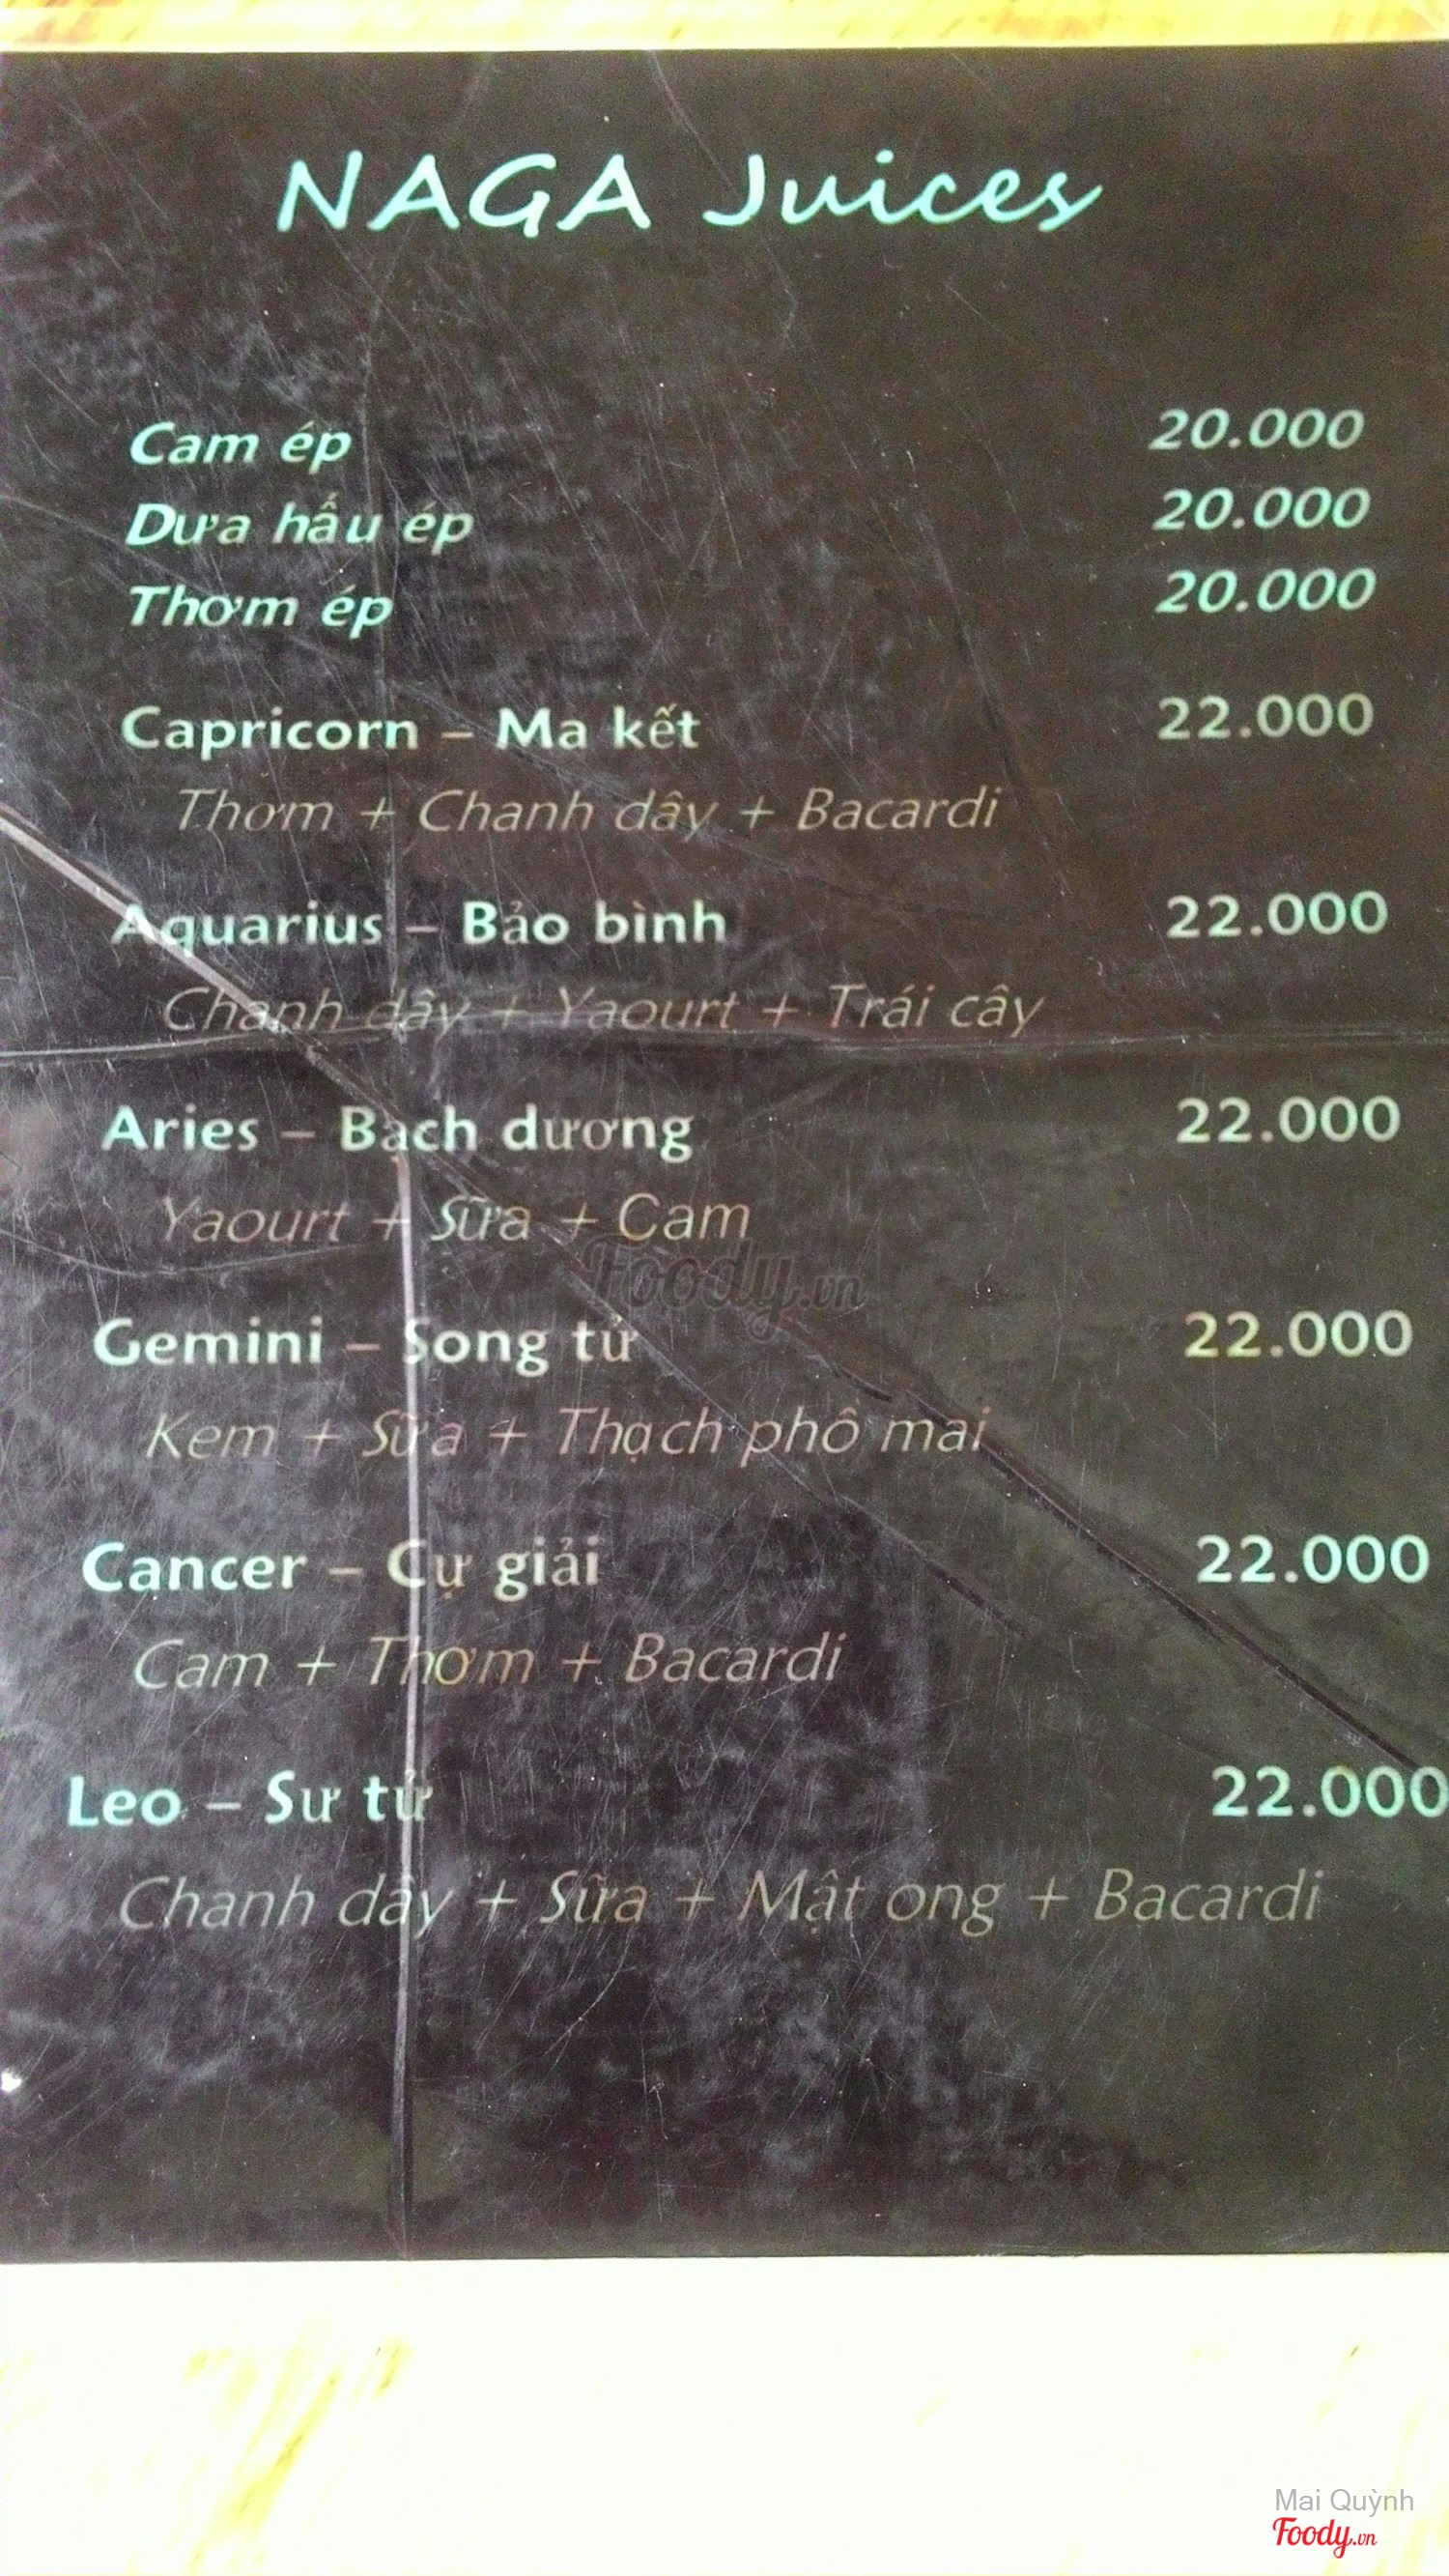 NAGA Juices
Cam ép 20.000
Dưa hấu ép 20.000
Thơm ép 20.000
Capricorn – Ma kết 22.000
Thơm + Chanh dây + Bacardi
Aquarius – Bảo bình 22.000
Chanh dây + Yaourt + Trái cây
Aries – Bạch dương 22.000
Yaourt + Sữa + Cam
Foody.vn
Gemini – Song tử 22.000
Kem + Sữa + Thạch phô mai
Cancer – Cự giải 22.000
Cam + Thơm + Bacardi
Leo – Sư tử 22.000
Chanh dây + Sữa + Mật ong + Bacardi
Mai Quỳnh
Foody.vn